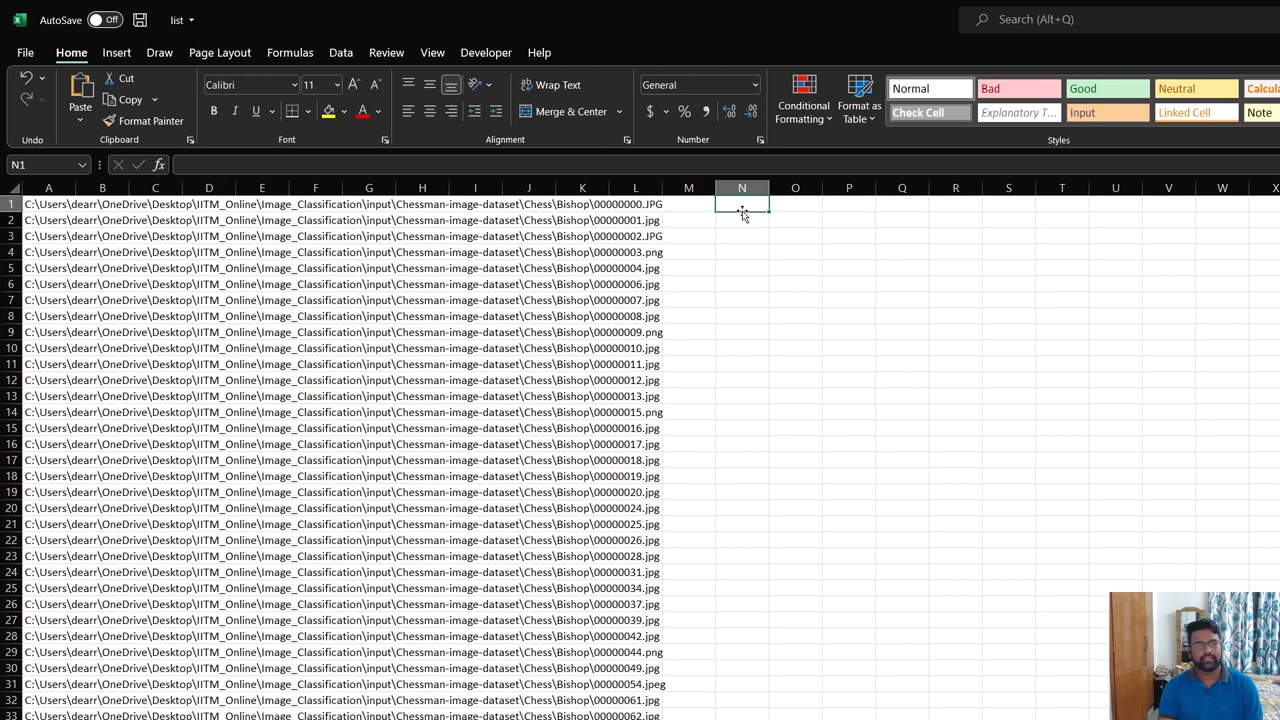 AutoSave Off list Search (Alt+Q)
File Home Insert Draw Page Layout Formulas Data Review View Developer Help
Cut Calibri 11 Wrap Text General Normal Bad Good Neutral Calcula
Paste Copy Conditional Format as
Format Painter B I U A Merge & Center $ % Formatting Table Check Cell Explanatory T... Input Linked Cell Note
Undo Clipboard Font Alignment Number Styles
N1 fx
A B C D E F G H I J K L M N O P Q R S T U V W X
1 C:\Users\dearr\OneDrive\Desktop\IITM_Online\Image_Classification\input\Chessman-image-dataset\Chess\Bishop\00000000.JPG
2 C:\Users\dearr\OneDrive\Desktop\IITM_Online\Image_Classification\input\Chessman-image-dataset\Chess\Bishop\00000001.jpg
3 C:\Users\dearr\OneDrive\Desktop\IITM_Online\Image_Classification\input\Chessman-image-dataset\Chess\Bishop\00000002.JPG
4 C:\Users\dearr\OneDrive\Desktop\IITM_Online\Image_Classification\input\Chessman-image-dataset\Chess\Bishop\00000003.png
5 C:\Users\dearr\OneDrive\Desktop\IITM_Online\Image_Classification\input\Chessman-image-dataset\Chess\Bishop\00000004.jpg
6 C:\Users\dearr\OneDrive\Desktop\IITM_Online\Image_Classification\input\Chessman-image-dataset\Chess\Bishop\00000006.jpg
7 C:\Users\dearr\OneDrive\Desktop\IITM_Online\Image_Classification\input\Chessman-image-dataset\Chess\Bishop\00000007.jpg
8 C:\Users\dearr\OneDrive\Desktop\IITM_Online\Image_Classification\input\Chessman-image-dataset\Chess\Bishop\00000008.jpg
9 C:\Users\dearr\OneDrive\Desktop\IITM_Online\Image_Classification\input\Chessman-image-dataset\Chess\Bishop\00000009.png
10 C:\Users\dearr\OneDrive\Desktop\IITM_Online\Image_Classification\input\Chessman-image-dataset\Chess\Bishop\00000010.jpg
11 C:\Users\dearr\OneDrive\Desktop\IITM_Online\Image_Classification\input\Chessman-image-dataset\Chess\Bishop\00000011.jpg
12 C:\Users\dearr\OneDrive\Desktop\IITM_Online\Image_Classification\input\Chessman-image-dataset\Chess\Bishop\00000012.jpg
13 C:\Users\dearr\OneDrive\Desktop\IITM_Online\Image_Classification\input\Chessman-image-dataset\Chess\Bishop\00000013.jpg
14 C:\Users\dearr\OneDrive\Desktop\IITM_Online\Image_Classification\input\Chessman-image-dataset\Chess\Bishop\00000015.png
15 C:\Users\dearr\OneDrive\Desktop\IITM_Online\Image_Classification\input\Chessman-image-dataset\Chess\Bishop\00000016.jpg
16 C:\Users\dearr\OneDrive\Desktop\IITM_Online\Image_Classification\input\Chessman-image-dataset\Chess\Bishop\00000017.jpg
17 C:\Users\dearr\OneDrive\Desktop\IITM_Online\Image_Classification\input\Chessman-image-dataset\Chess\Bishop\00000018.jpg
18 C:\Users\dearr\OneDrive\Desktop\IITM_Online\Image_Classification\input\Chessman-image-dataset\Chess\Bishop\00000019.jpg
19 C:\Users\dearr\OneDrive\Desktop\IITM_Online\Image_Classification\input\Chessman-image-dataset\Chess\Bishop\00000020.jpg
20 C:\Users\dearr\OneDrive\Desktop\IITM_Online\Image_Classification\input\Chessman-image-dataset\Chess\Bishop\00000024.jpg
21 C:\Users\dearr\OneDrive\Desktop\IITM_Online\Image_Classification\input\Chessman-image-dataset\Chess\Bishop\00000025.jpg
22 C:\Users\dearr\OneDrive\Desktop\IITM_Online\Image_Classification\input\Chessman-image-dataset\Chess\Bishop\00000026.jpg
23 C:\Users\dearr\OneDrive\Desktop\IITM_Online\Image_Classification\input\Chessman-image-dataset\Chess\Bishop\00000028.jpg
24 C:\Users\dearr\OneDrive\Desktop\IITM_Online\Image_Classification\input\Chessman-image-dataset\Chess\Bishop\00000031.jpg
25 C:\Users\dearr\OneDrive\Desktop\IITM_Online\Image_Classification\input\Chessman-image-dataset\Chess\Bishop\00000034.jpg
26 C:\Users\dearr\OneDrive\Desktop\IITM_Online\Image_Classification\input\Chessman-image-dataset\Chess\Bishop\00000037.jpg
27 C:\Users\dearr\OneDrive\Desktop\IITM_Online\Image_Classification\input\Chessman-image-dataset\Chess\Bishop\00000039.jpg
28 C:\Users\dearr\OneDrive\Desktop\IITM_Online\Image_Classification\input\Chessman-image-dataset\Chess\Bishop\00000042.jpg
29 C:\Users\dearr\OneDrive\Desktop\IITM_Online\Image_Classification\input\Chessman-image-dataset\Chess\Bishop\00000044.png
30 C:\Users\dearr\OneDrive\Desktop\IITM_Online\Image_Classification\input\Chessman-image-dataset\Chess\Bishop\00000049.jpg
31 C:\Users\dearr\OneDrive\Desktop\IITM_Online\Image_Classification\input\Chessman-image-dataset\Chess\Bishop\00000054.jpeg
32 C:\Users\dearr\OneDrive\Desktop\IITM_Online\Image_Classification\input\Chessman-image-dataset\Chess\Bishop\00000061.jpg
33 C:\Users\dearr\OneDrive\Desktop\IITM_Online\Image_Classification\input\Chessman-image-dataset\Chess\Bishop\00000062.jpg